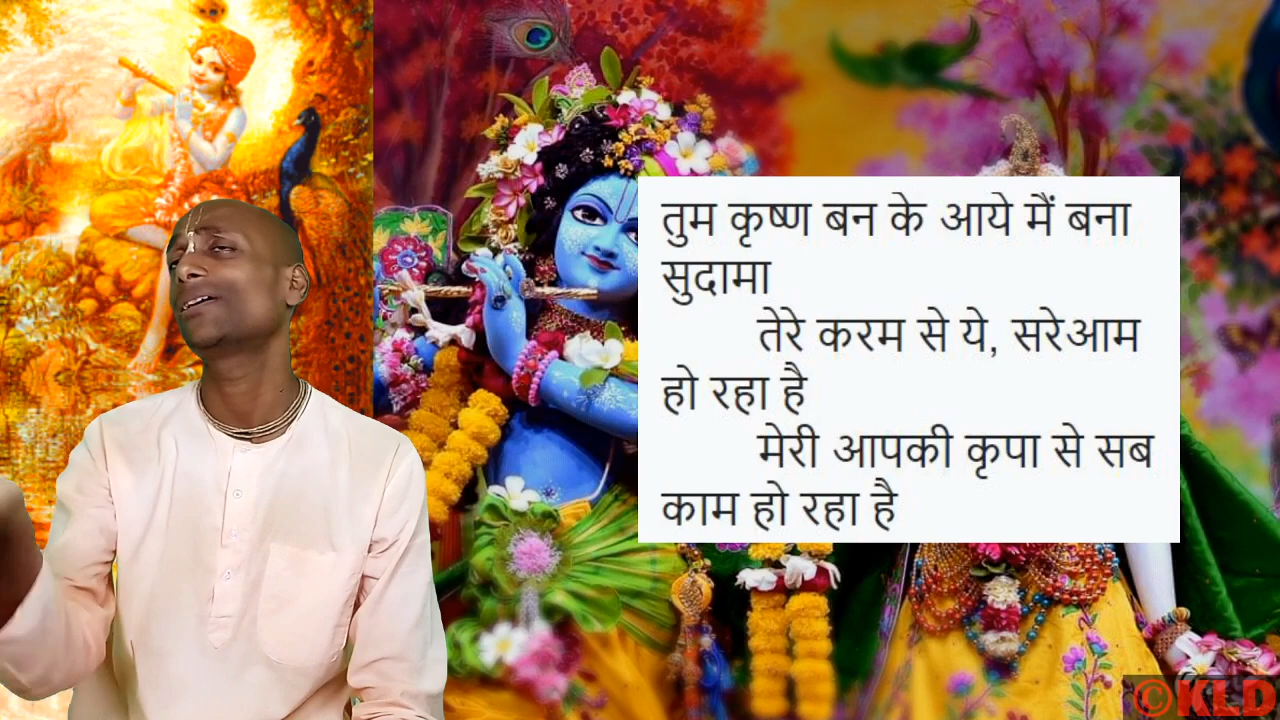 तुम कृष्ण बन के आये मैं बना
सुदामा
तेरे करम से ये, सरेआम
हो रहा है
मेरी आपकी कृपा से सब
काम हो रहा है
©KLD